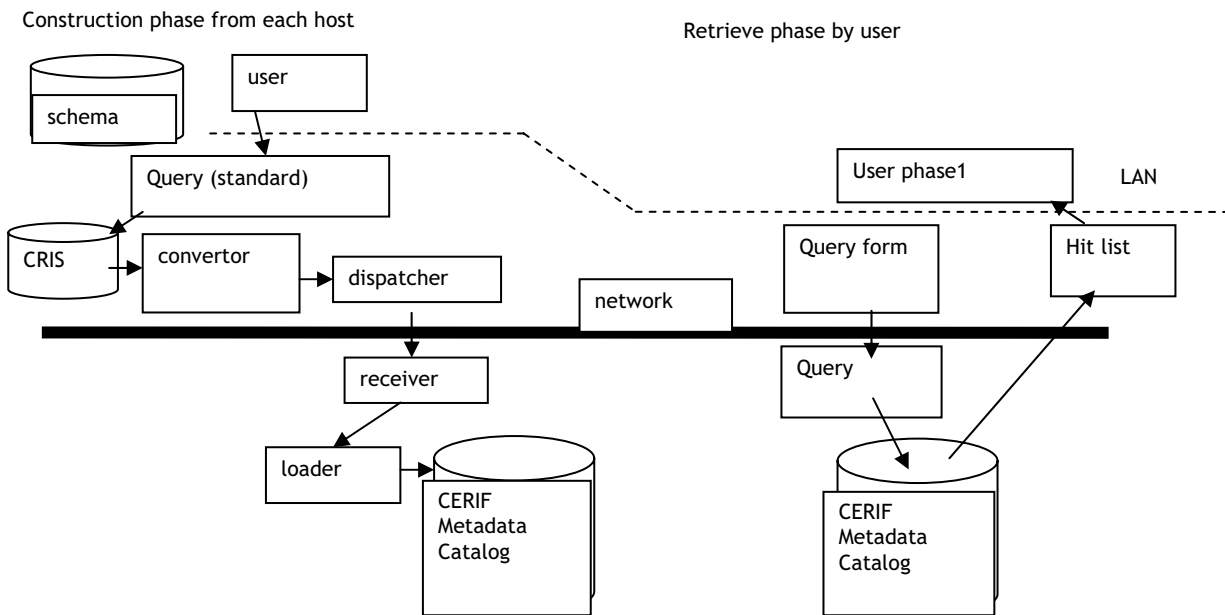 Construction phase from each host
Retrieve phase by user
user
schema
Query (standard)
User phase1
LAN
CRIS
convertor
dispatcher
network
Query form
Hit list
receiver
Query
loader
CERIF
Metadata
Catalog
CERIF
Metadata
Catalog